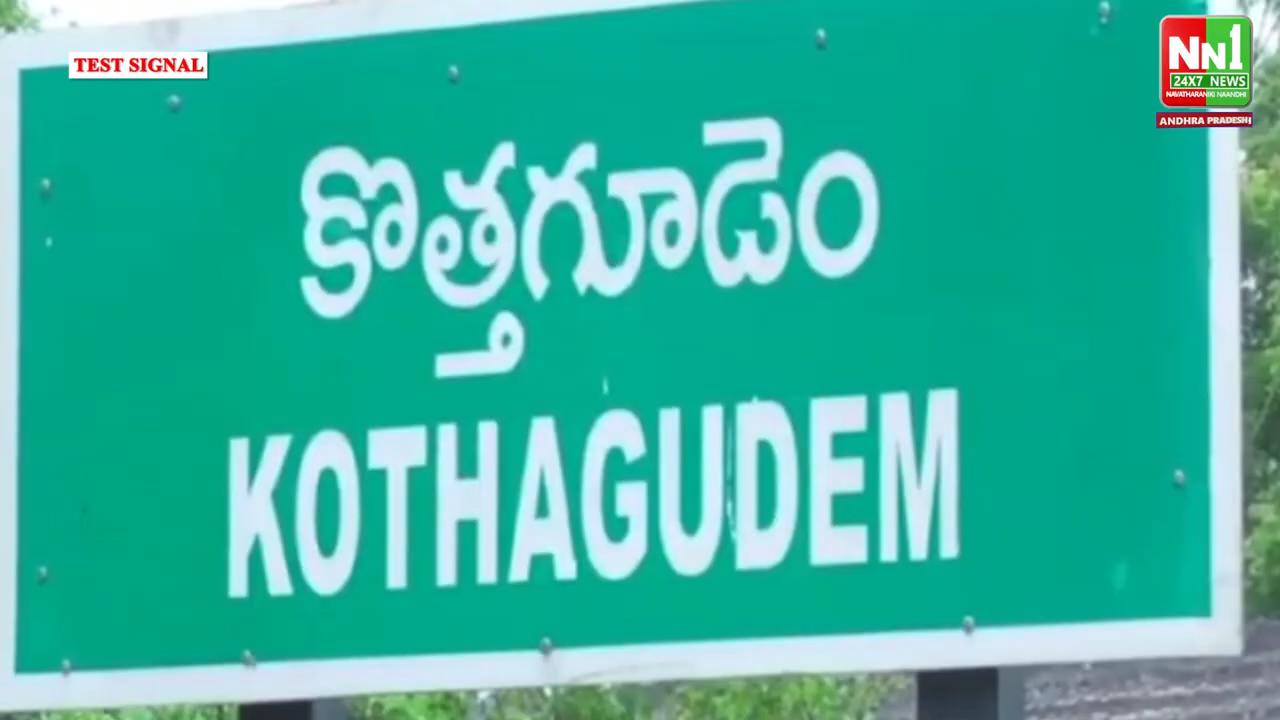 TEST SIGNAL
Nn1
24X7 NEWS
NAVATHARANIKI NAANDHI
ANDHRA PRADESH
కొత్తగూడెం
KOTHAGUDEM